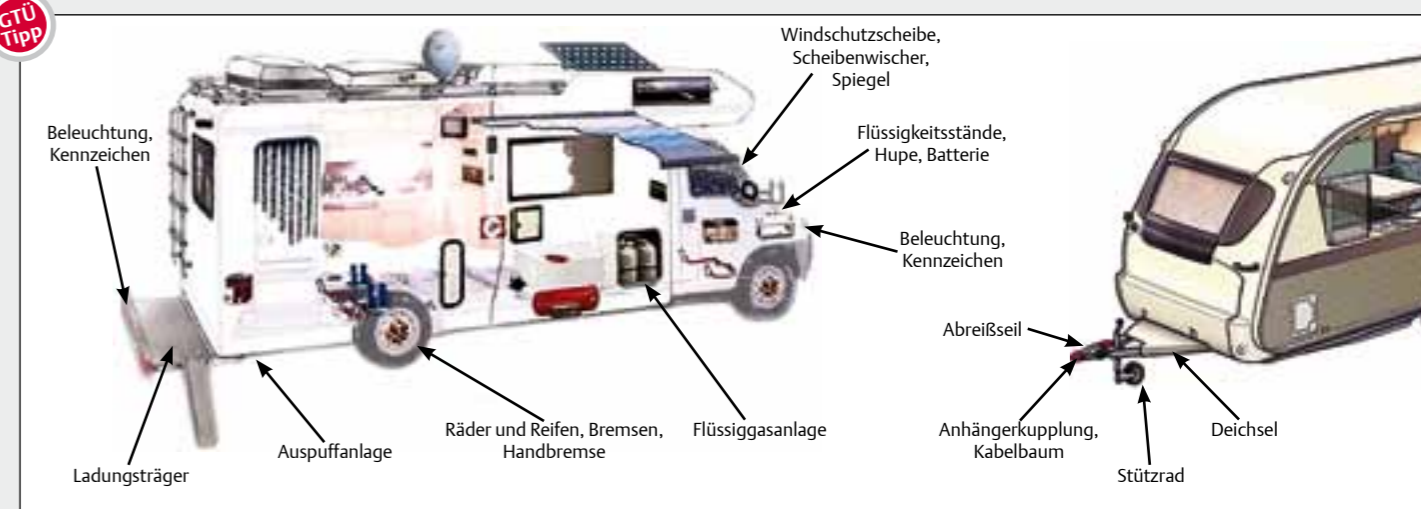 GTÜ
Tipp
Windschutzscheibe,
Scheibenwischer,
Spiegel
Beleuchtung,
Kennzeichen
Flüssigkeitsstände,
Hupe, Batterie
Beleuchtung,
Kennzeichen
Abreißseil
Räder und Reifen, Bremsen,
Handbremse
Flüssiggasanlage
Auspuffanlage
Ladungsträger
Anhängerkupplung,
Kabelbaum
Deichsel
Stützrad